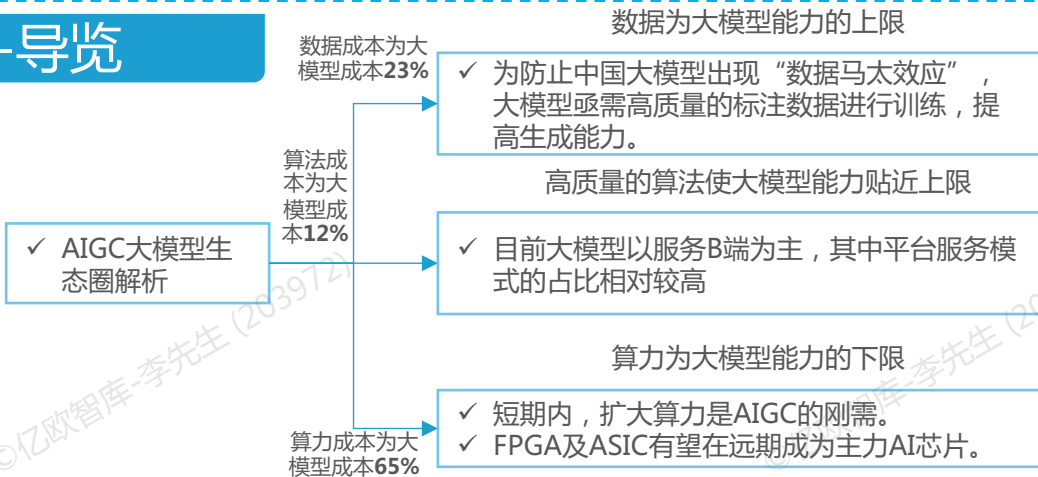 -导览
数据为大模型能力的上限
数据成本为大
模型成本23%
✓ 为防止中国大模型出现“数据马太效应”，
大模型亟需高质量的标注数据进行训练，提
高生成能力。
算法成
本为大
模型成
本12%
高质量的算法使大模型能力贴近上限
✓ AIGC大模型生
态圈解析
✓ 目前大模型以服务B端为主，其中平台服务模
式的占比相对较高
算力为大模型能力的下限
✓ 短期内，扩大算力是AIGC的刚需。
✓ FPGA及ASIC有望在远期成为主力AI芯片。
算力成本为大
模型成本65%
©亿欧智库-李先生 (203972)
©亿欧智库-李先生 (20